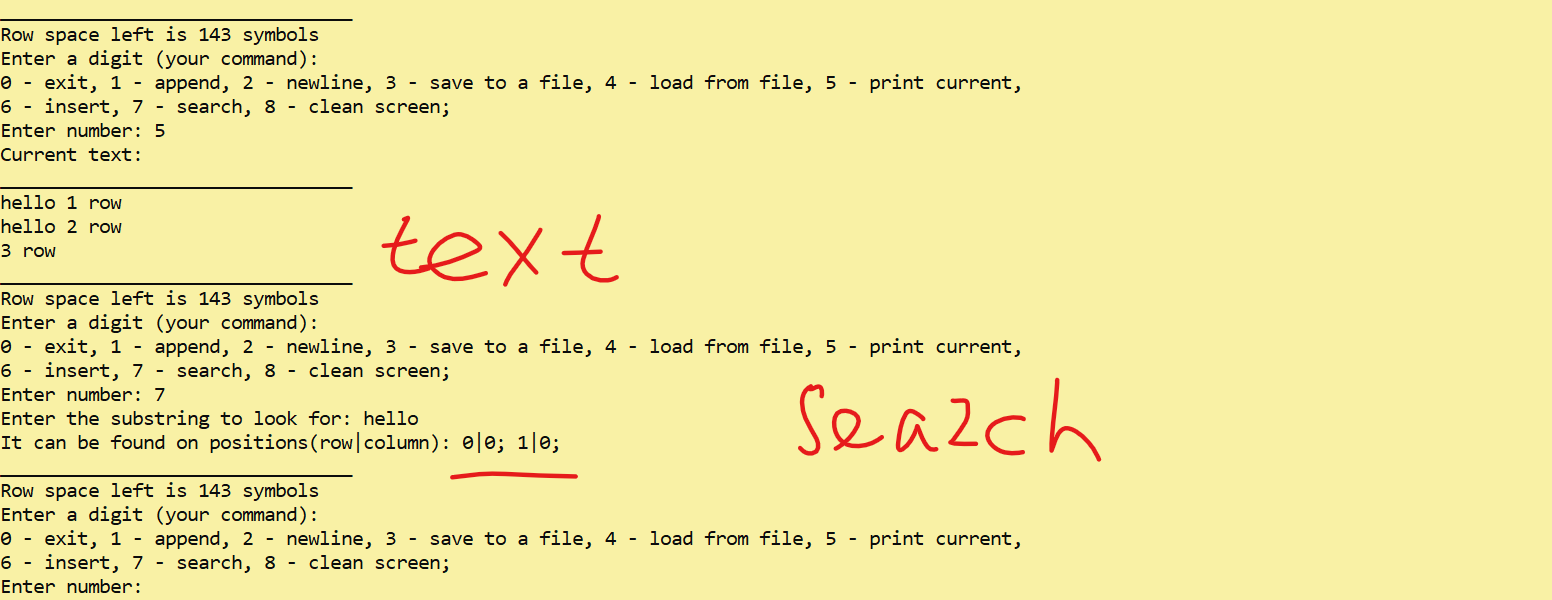 Row space left is 143 symbols
Enter a digit (your command):
0 - exit, 1 - append, 2 - newline, 3 - save to a file, 4 - load from file, 5 - print current,
6 - insert, 7 - search, 8 - clean screen;
Enter number: 5
Current text:
hello 1 row
hello 2 row
3 row
text
Row space left is 143 symbols
Enter a digit (your command):
0 - exit, 1 - append, 2 - newline, 3 - save to a file, 4 - load from file, 5 - print current,
6 - insert, 7 - search, 8 - clean screen;
Enter number: 7
Enter the substring to look for: hello
It can be found on positions(row|column): 0|0; 1|0;
Search
Row space left is 143 symbols
Enter a digit (your command):
0 - exit, 1 - append, 2 - newline, 3 - save to a file, 4 - load from file, 5 - print current,
6 - insert, 7 - search, 8 - clean screen;
Enter number: